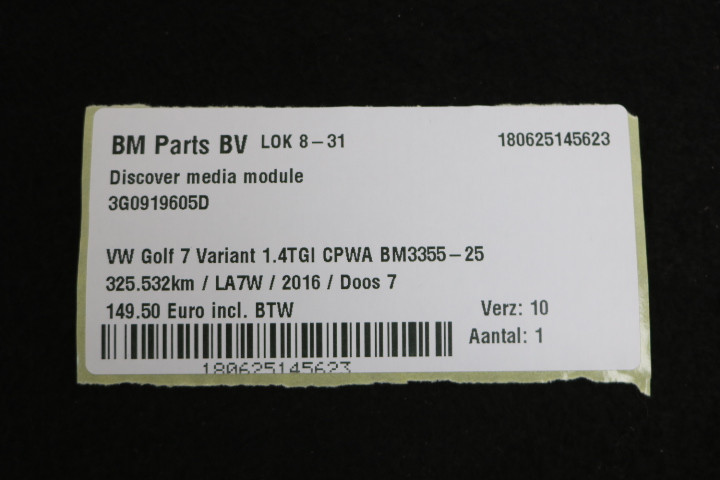 BM Parts BV LOK 8-31 180625145623
Discover media module
3G0919605D
VW Golf 7 Variant 1.4TGI CPWA BM3355-25
325.532km / LA7W / 2016 / Doos 7
149.50 Euro incl. BTW Verz: 10
Aantal: 1
180625145623